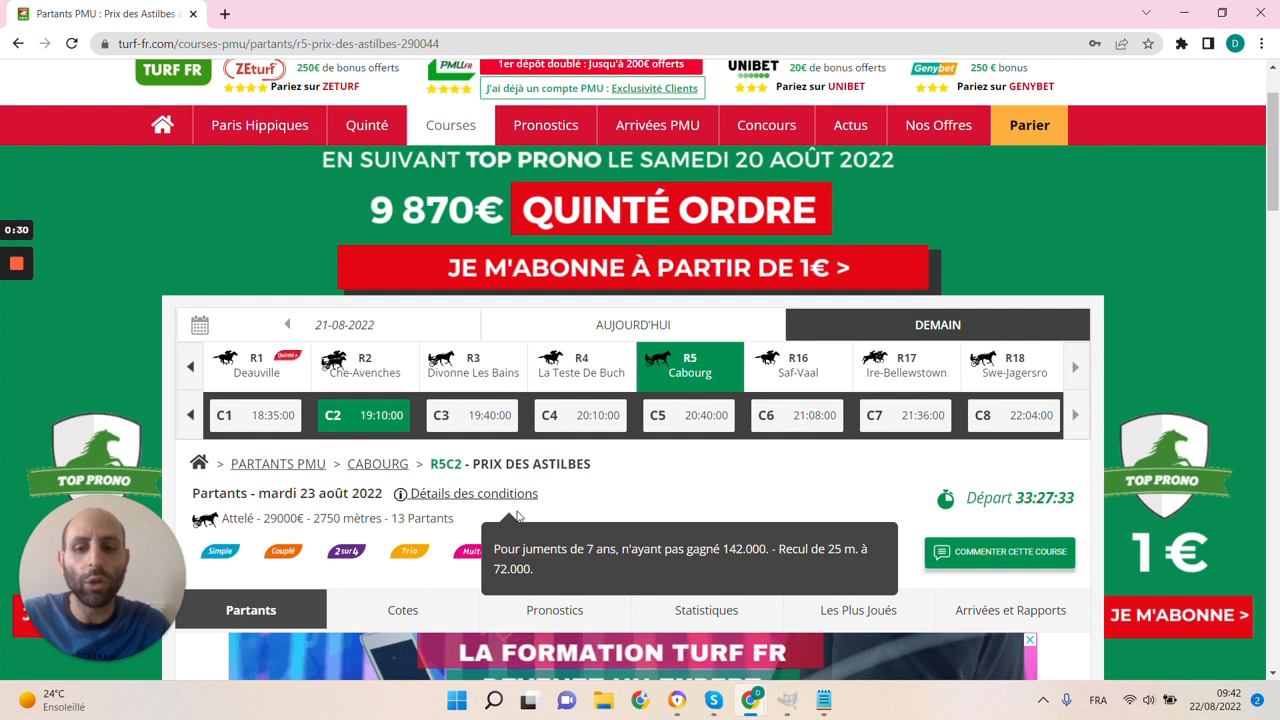 Partants PMU : Prix des Astilbes à
turf-fr.com/courses-pmu/partants/r5-prix-des-astilbes-290044
D
TURF FR
ZEturf
250€ de bonus offerts
Pariez sur ZETURF
PMU.FR
1er dépôt doublé : Jusqu'à 200€ offerts
J'ai déjà un compte PMU : Exclusivité Clients
UNIBET
20€ de bonus offerts
Pariez sur UNIBET
Genybet
250 € bonus
Pariez sur GENYBET
Paris Hippiques
Quinté
Courses
Pronostics
Arrivées PMU
Concours
Actus
Nos Offres
Parier
EN SUIVANT TOP PRONO LE SAMEDI 20 AOÛT 2022
9 870€ QUINTÉ ORDRE
JE M'ABONNE À PARTIR DE 1€ >
0:30
21-08-2022
AUJOURD'HUI
DEMAIN
R1 Quinté+
Deauville
R2
Che-Avenches
R3
Divonne Les Bains
R4
La Teste De Buch
R5
Cabourg
R16
Saf-Vaal
R17
Ire-Bellewstown
R18
Swe-Jagersro
C1 18:35:00
C2 19:10:00
C3 19:40:00
C4 20:10:00
C5 20:40:00
C6 21:08:00
C7 21:36:00
C8 22:04:00
> PARTANTS PMU > CABOURG > R5C2 - PRIX DES ASTILBES
Partants - mardi 23 août 2022
Détails des conditions
Départ 33:27:33
Attelé - 29000€ - 2750 mètres - 13 Partants
Simple
Couplé
2sur4
Trio
Pour juments de 7 ans, n'ayant pas gagné 142.000. - Recul de 25 m. à
72.000.
COMMENTER CETTE COURSE
TOP PRONO
TOP PRONO
1€
JE M'ABONNE >
Partants
Cotes
Pronostics
Statistiques
Les Plus Joués
Arrivées et Rapports
LA FORMATION TURF FR
24°C
Ensoleillé
D
FRA
09:42
22/08/2022
2